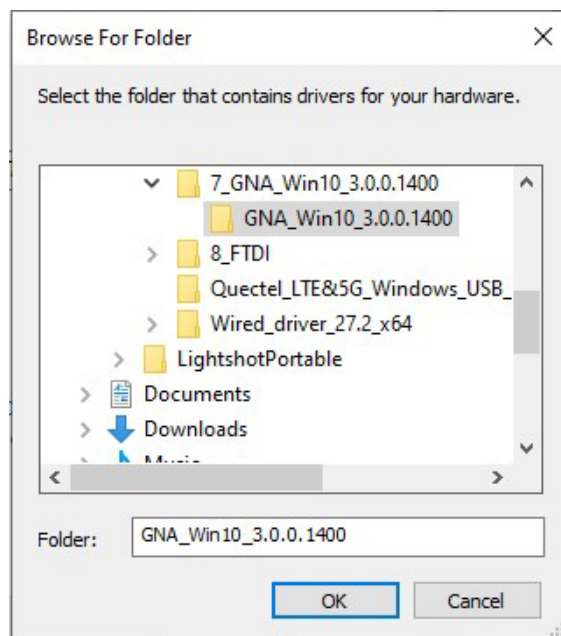 Browse For Folder
Select the folder that contains drivers for your hardware.
7_GNA_Win10_3.0.0.1400
GNA_Win10_3.0.0.1400
8_FTDI
Quectel_LTE&5G_Windows_USB_
Wired_driver_27.2_x64
LightshotPortable
Documents
Downloads
Music
Folder: GNA_Win10_3.0.0.1400
OK Cancel